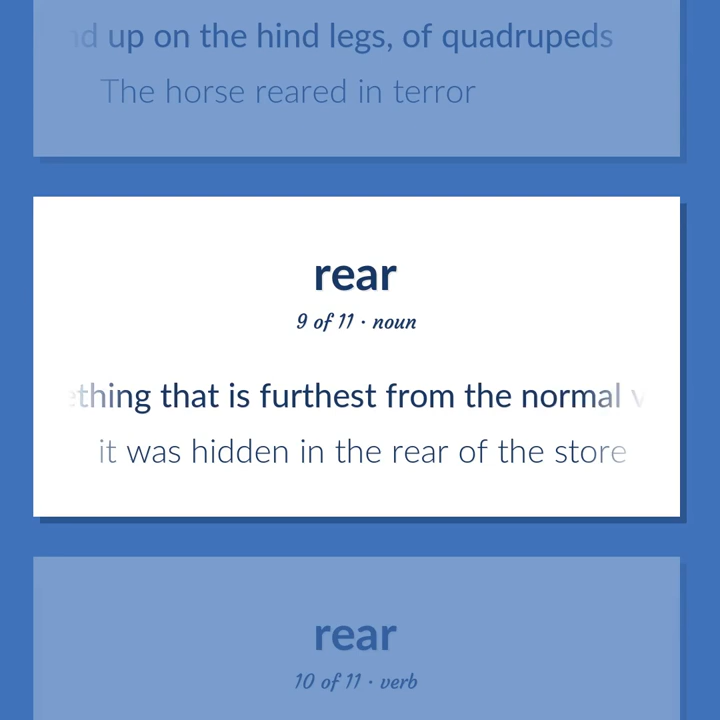 up on the hind legs, of quadrupeds
The horse reared in terror
rear
9 of 11 · noun
that is furthest from the normal
it was hidden in the rear of the store
rear
10 of 11 · verb